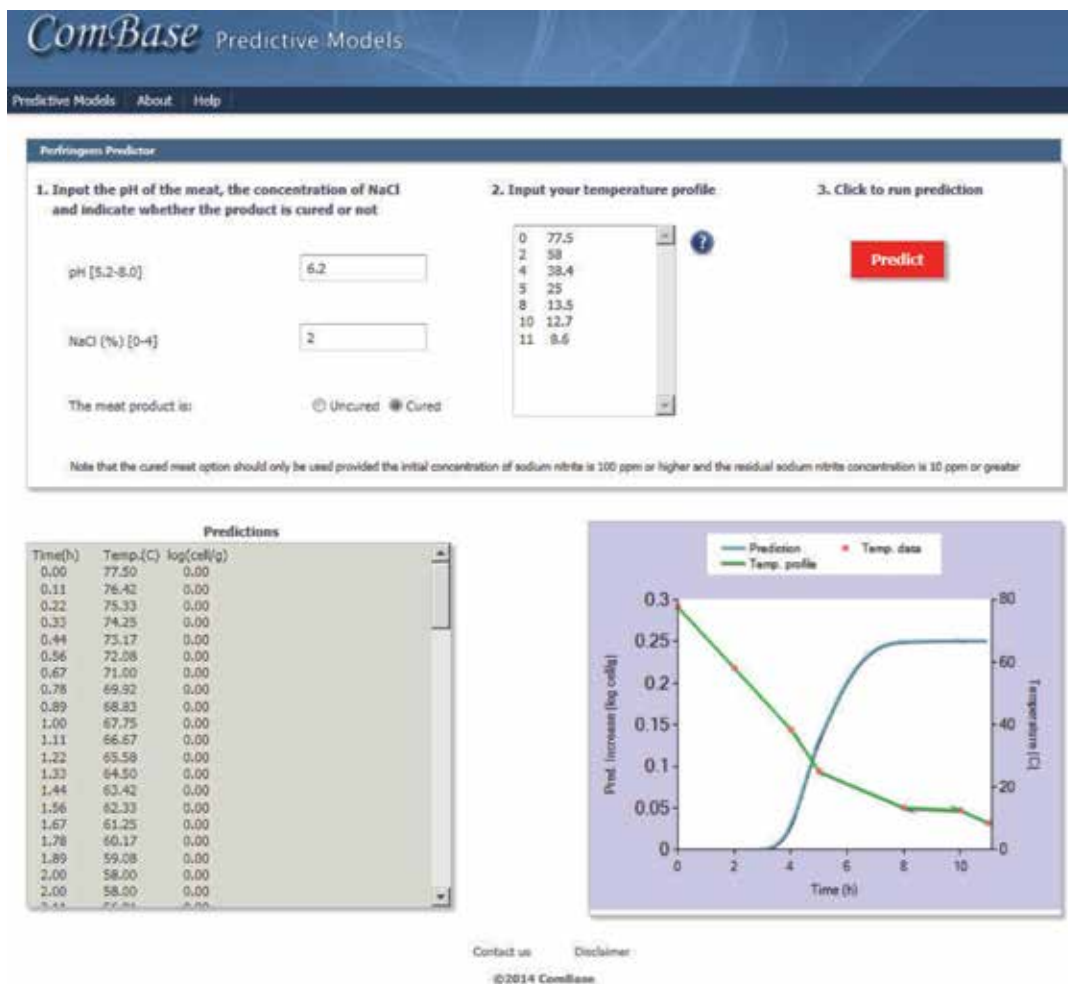 ComBase Predictive Models
Predictive Models About Help
Perfringens Predictor
1. Input the pH of the meat, the concentration of NaCl
and indicate whether the product is cured or not
2. Input your temperature profile
3. Click to run prediction
pH [5.2-8.0]
6.2
NaCl (%) [0-4]
2
The meat product is:
Uncured Cured
0 77.5
2 58
4 38.4
5 25
8 13.5
10 12.7
11 8.6
?
Predict
Note that the cured meat option should only be used provided the initial concentration of sodium nitrite is 100 ppm or higher and the residual sodium nitrite concentration is 10 ppm or greater
Predictions
Time(h) Temp.(C) log(cell/g)
0.00 77.50 0.00
0.11 76.42 0.00
0.22 75.33 0.00
0.33 74.25 0.00
0.44 73.17 0.00
0.56 72.08 0.00
0.67 71.00 0.00
0.78 69.92 0.00
0.89 68.83 0.00
1.00 67.75 0.00
1.11 66.67 0.00
1.22 65.58 0.00
1.33 64.50 0.00
1.44 63.42 0.00
1.56 62.33 0.00
1.67 61.25 0.00
1.78 60.17 0.00
1.89 59.08 0.00
2.00 58.00 0.00
2.00 58.00 0.00
Prediction Temp. data
Temp. profile
Pred. Increase [log cell/g]
0.3
0.25
0.2
0.15
0.1
0.05
0
80
60
40
20
0
Temperature [C]
0 2 4 6 8 10
Time (h)
Contact us Disclaimer
©2014 ComBase